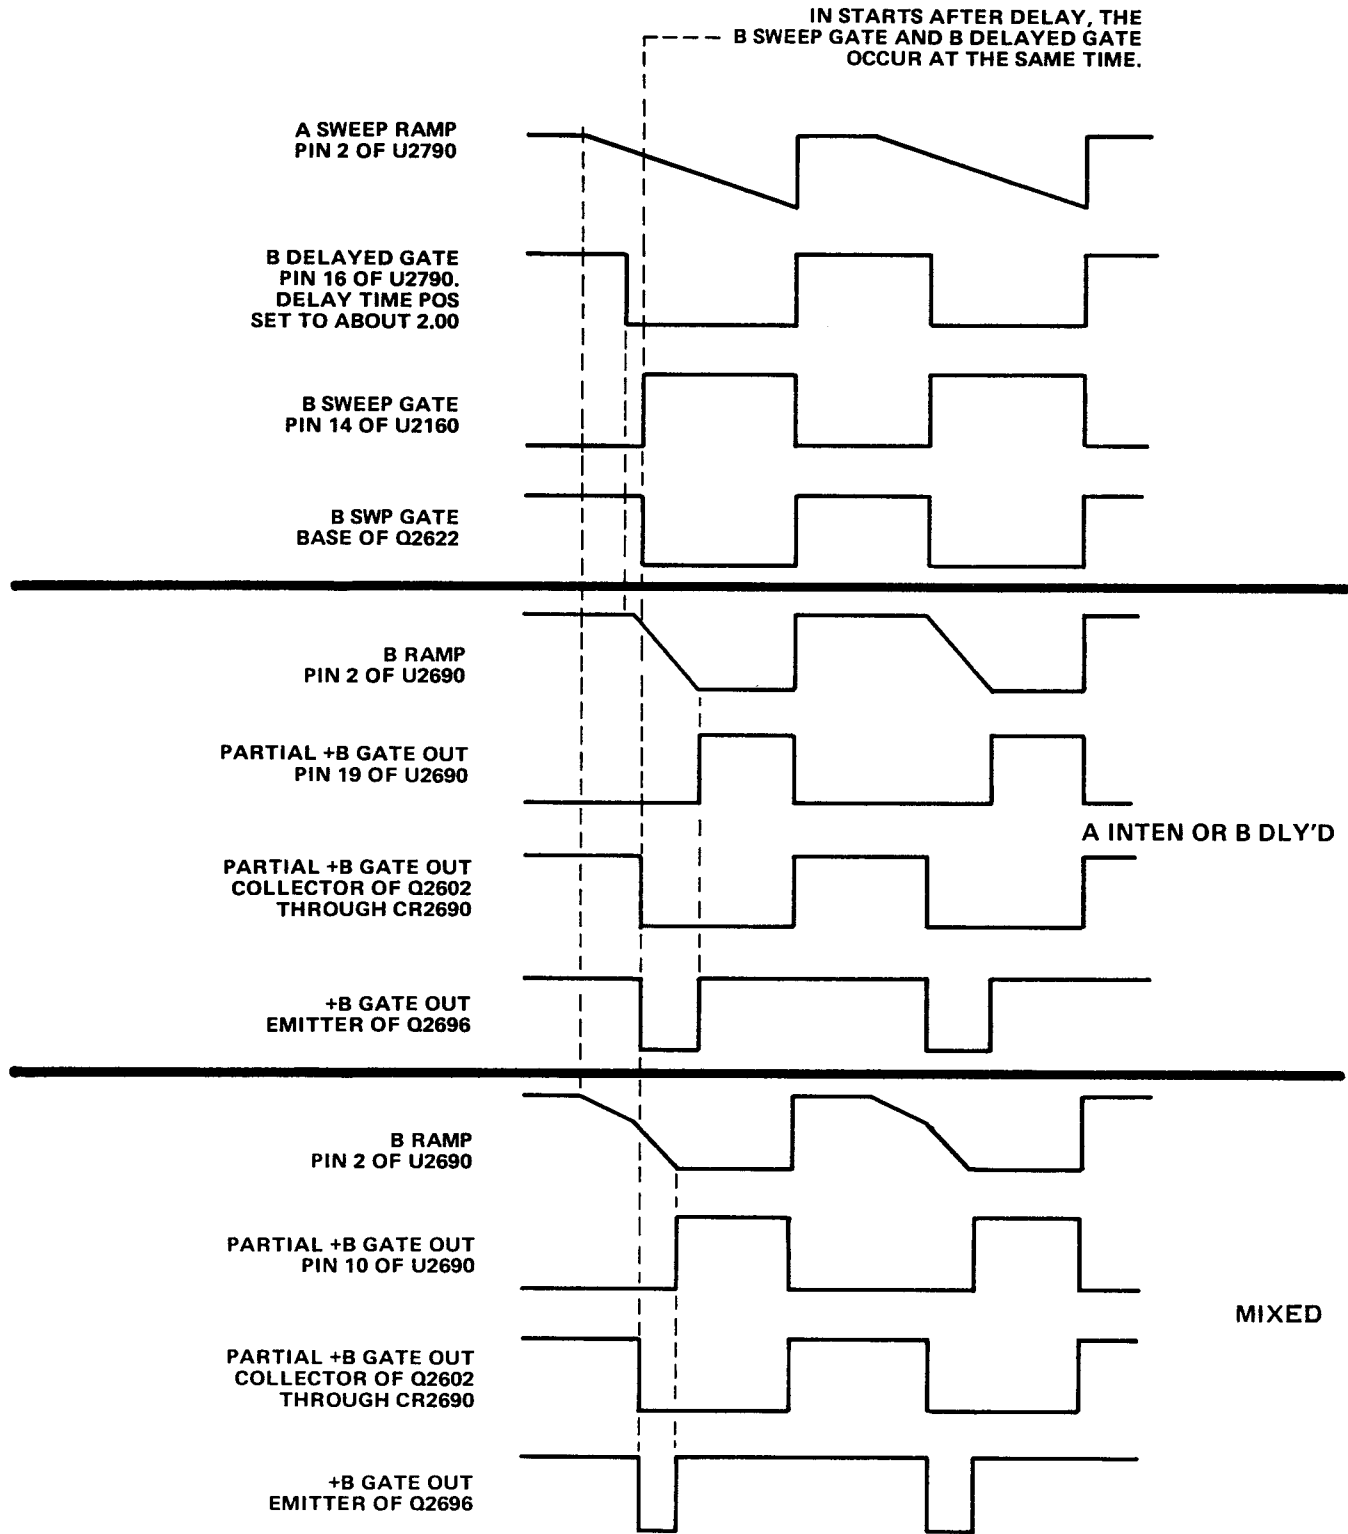 IN STARTS AFTER DELAY, THE
B SWEEP GATE AND B DELAYED GATE
OCCUR AT THE SAME TIME.
A SWEEP RAMP
PIN 2 OF U2790
B DELAYED GATE
PIN 16 OF U2790.
DELAY TIME POS
SET TO ABOUT 2.00
B SWEEP GATE
PIN 14 OF U2160
B SWP GATE
BASE OF Q2622
B RAMP
PIN 2 OF U2690
PARTIAL +B GATE OUT
PIN 19 OF U2690
A INTEN OR B DLY'D
PARTIAL +B GATE OUT
COLLECTOR OF Q2602
THROUGH CR2690
+B GATE OUT
EMITTER OF Q2696
B RAMP
PIN 2 OF U2690
PARTIAL +B GATE OUT
PIN 10 OF U2690
MIXED
PARTIAL +B GATE OUT
COLLECTOR OF Q2602
THROUGH CR2690
+B GATE OUT
EMITTER OF Q2696